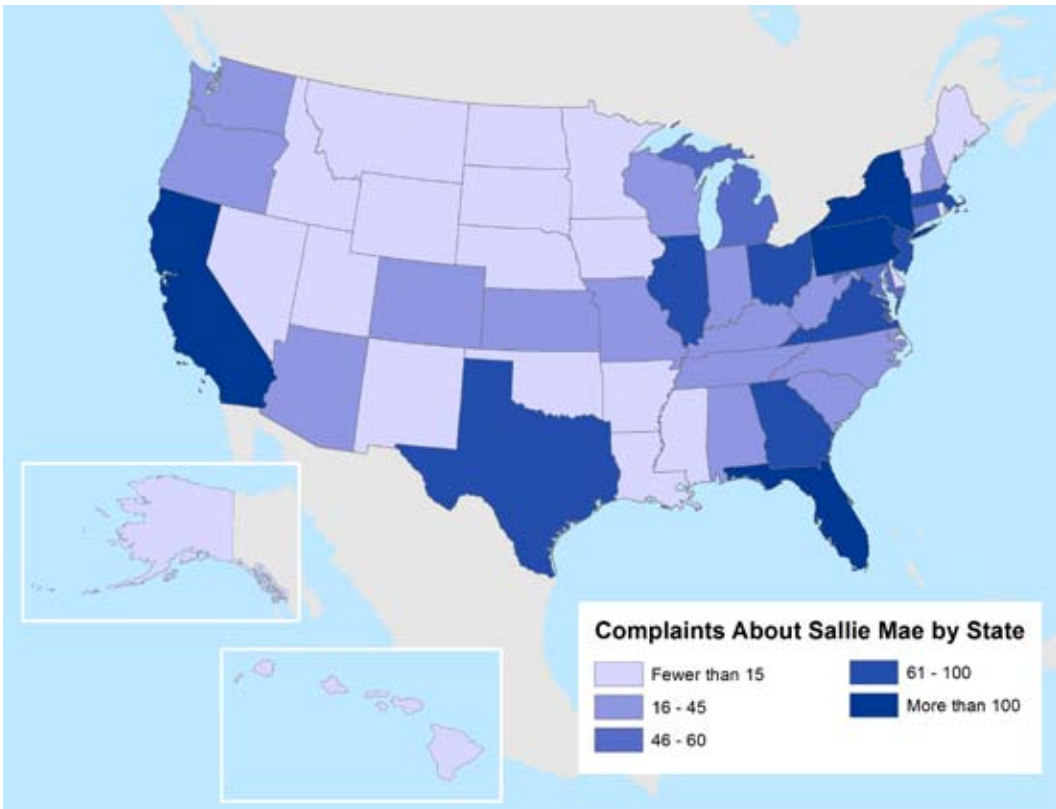 Complaints About Sallie Mae by State
Fewer than 15
16 - 45
46 - 60
61 - 100
More than 100